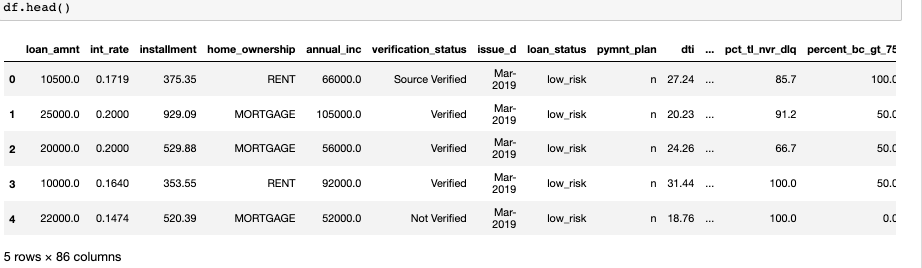 df.head()
loan_amnt int_rate installment home_ownership annual_inc verification_status issue_d loan_status pymnt_plan dti ... pct_tl_nvr_dlq percent_bc_gt_75
0 10500.0 0.1719 375.35 RENT 66000.0 Source Verified Mar-2019 low_risk n 27.24 ... 85.7 100.0
1 25000.0 0.2000 929.09 MORTGAGE 105000.0 Verified Mar-2019 low_risk n 20.23 ... 91.2 50.0
2 20000.0 0.2000 529.88 MORTGAGE 56000.0 Verified Mar-2019 low_risk n 24.26 ... 66.7 50.0
3 10000.0 0.1640 353.55 RENT 92000.0 Verified Mar-2019 low_risk n 31.44 ... 100.0 50.0
4 22000.0 0.1474 520.39 MORTGAGE 52000.0 Not Verified Mar-2019 low_risk n 18.76 ... 100.0 0.0
5 rows × 86 columns